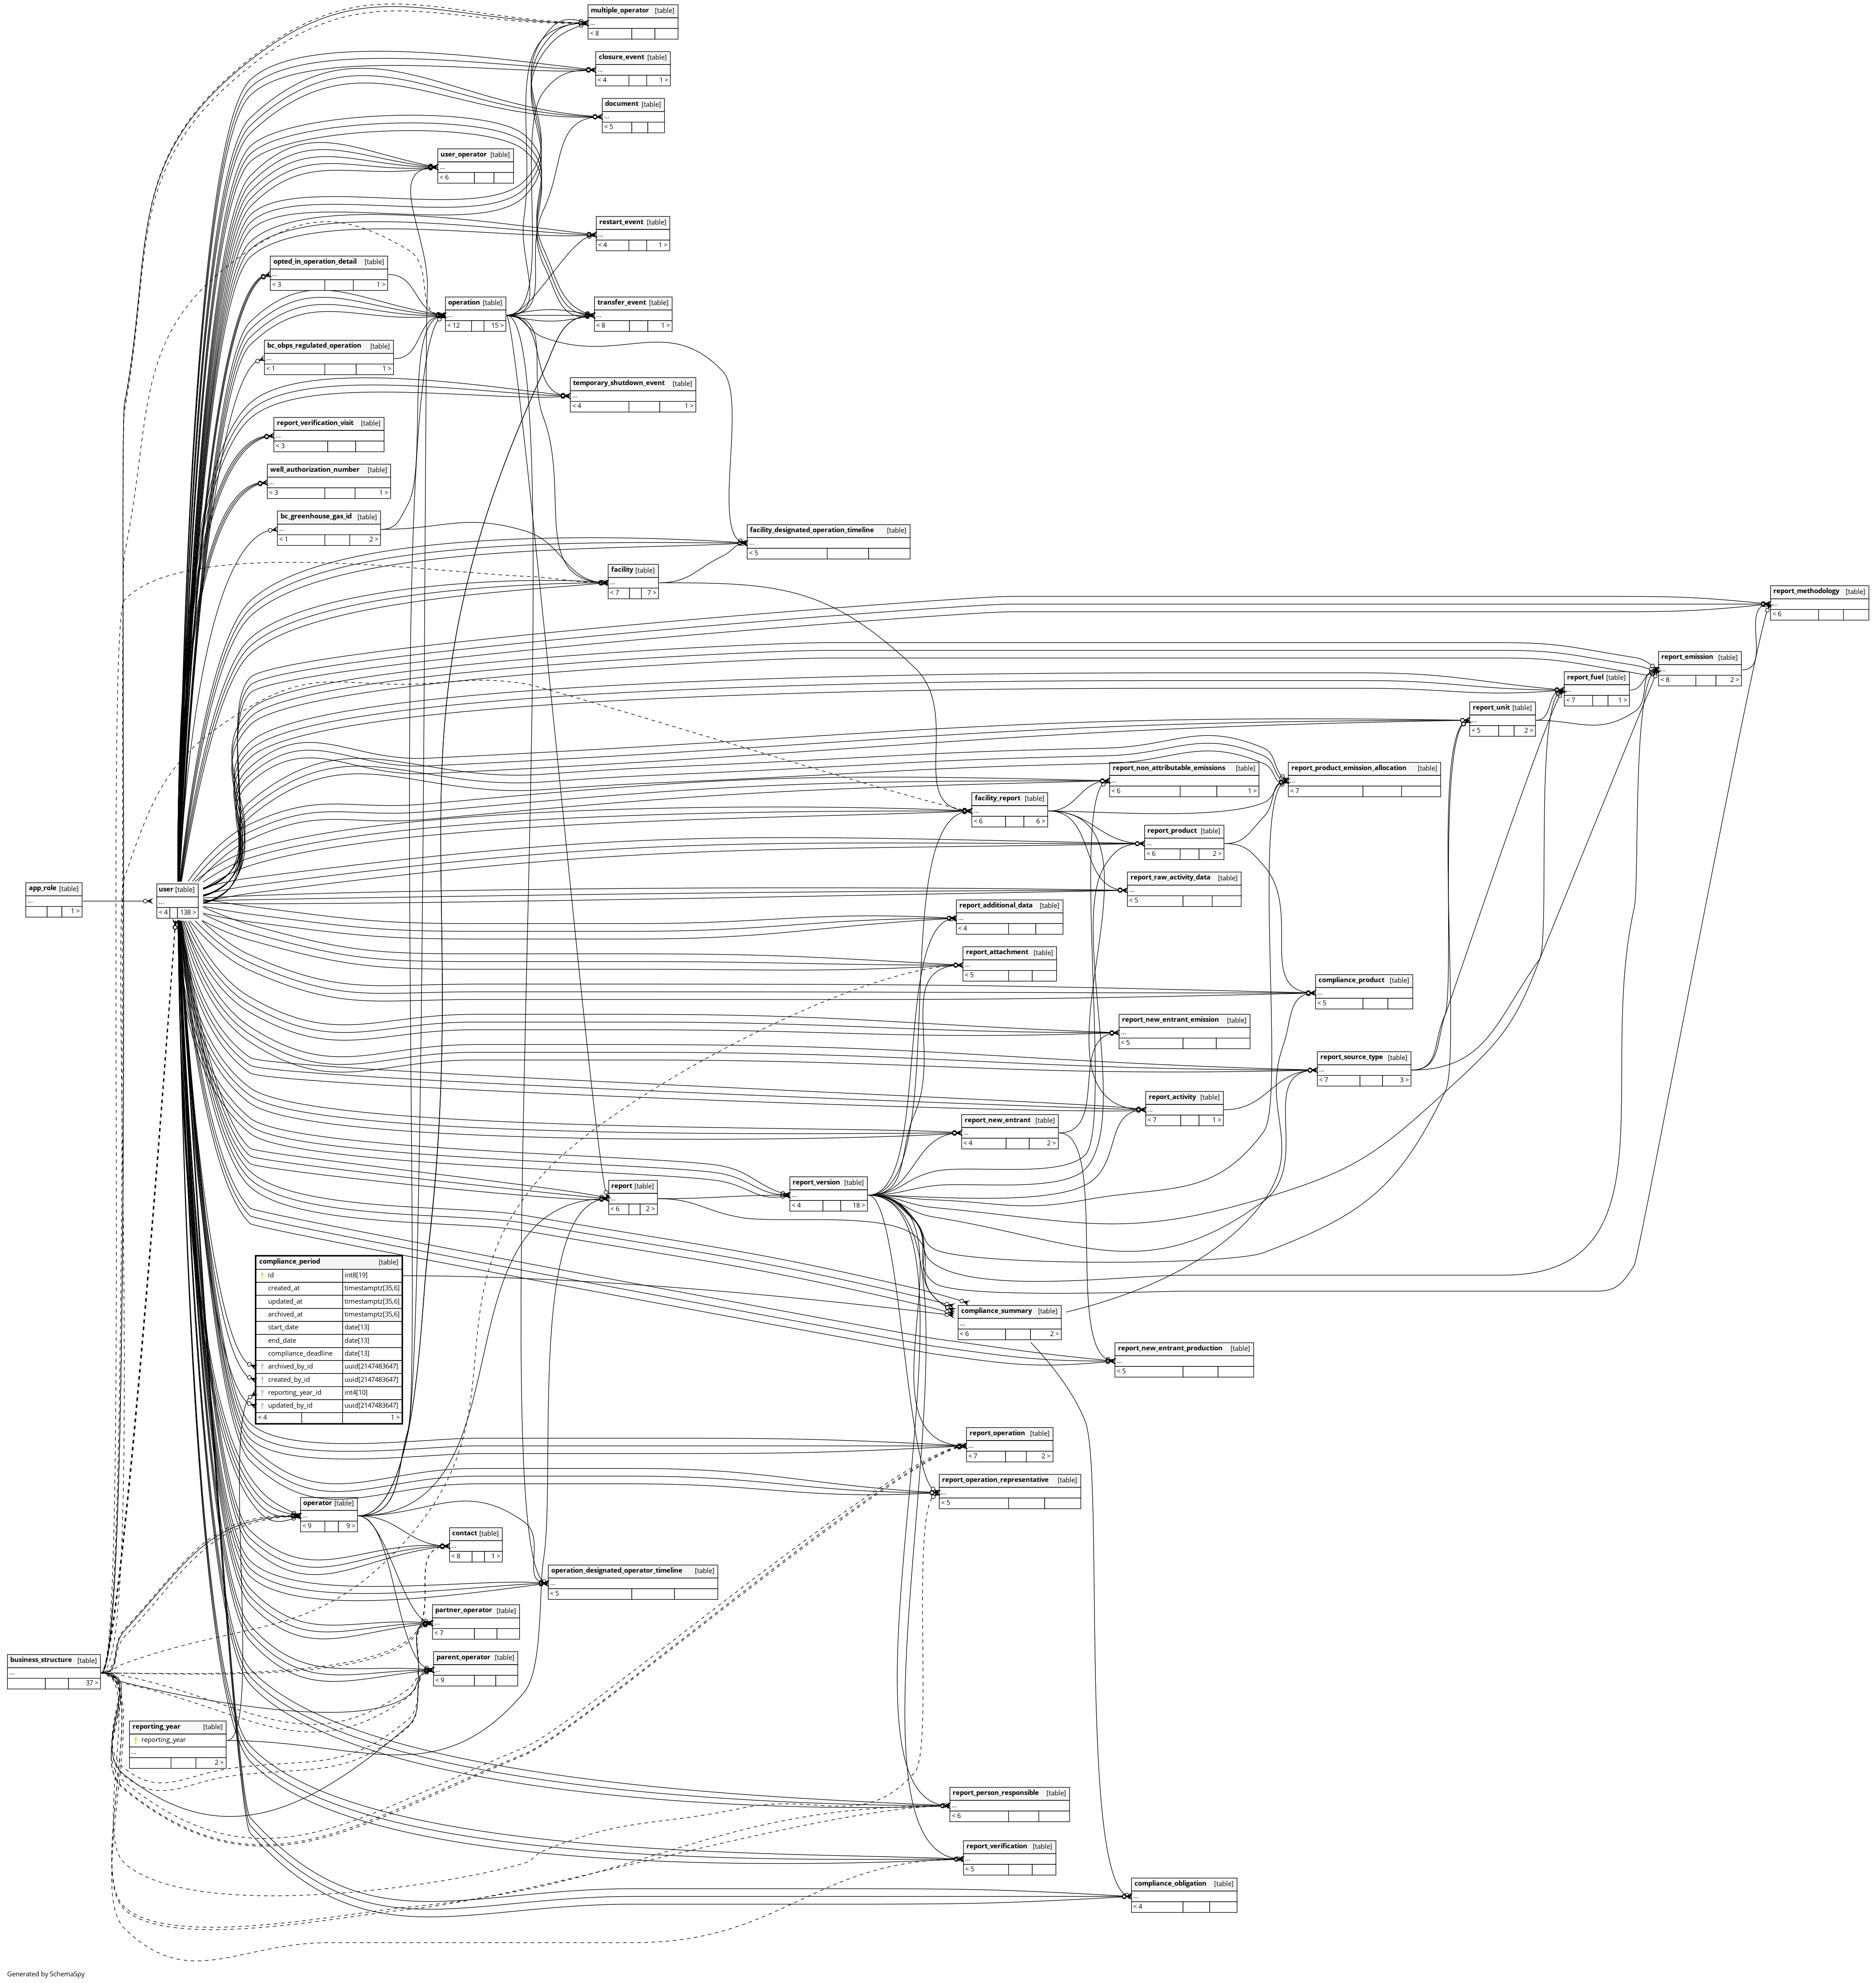 multiple_operator [table]
...
< 8
closure_event [table]
...
< 4 1 >
document [table]
...
< 5
user_operator [table]
...
< 6
restart_event [table]
...
< 4 1 >
opted_in_operation_detail [table]
...
< 3 1 >
operation [table]
...
< 12 15 >
transfer_event [table]
...
< 8 1 >
bc_obps_regulated_operation [table]
...
< 1 1 >
temporary_shutdown_event [table]
...
< 4 1 >
report_verification_visit [table]
...
< 3
well_authorization_number [table]
...
< 3 1 >
bc_greenhouse_gas_id [table]
...
< 1 2 >
facility_designated_operation_timeline [table]
...
< 5
facility [table]
...
< 7 7 >
report_methodology [table]
...
< 6
report_emission [table]
...
< 8 2 >
report_fuel [table]
...
< 7 1 >
report_unit [table]
...
< 5 2 >
report_non_attributable_emissions [table]
...
< 6 1 >
report_product_emission_allocation [table]
...
< 7
facility_report [table]
...
< 6 6 >
report_product [table]
...
< 6 2 >
report_raw_activity_data [table]
...
< 5
app_role [table]
...
1 >
user [table]
...
< 4 138 >
report_additional_data [table]
...
< 4
report_attachment [table]
...
< 5
compliance_product [table]
...
< 5
report_new_entrant_emission [table]
...
< 5
report_source_type [table]
...
< 7 3 >
report_activity [table]
...
< 7 1 >
report_new_entrant [table]
...
< 4 2 >
report [table]
...
< 6 2 >
report_version [table]
...
< 4 18 >
compliance_period [table]
id int8[19]
created_at timestamptz[35,6]
updated_at timestamptz[35,6]
archived_at timestamptz[35,6]
start_date date[13]
end_date date[13]
compliance_deadline date[13]
archived_by_id uuid[2147483647]
created_by_id uuid[2147483647]
reporting_year_id int4[10]
updated_by_id uuid[2147483647]
< 4 1 >
compliance_summary [table]
...
< 6 2 >
report_new_entrant_production [table]
...
< 5
report_operation [table]
...
< 7 2 >
report_operation_representative [table]
...
< 5
operator [table]
...
< 9 9 >
contact [table]
...
< 8 1 >
operation_designated_operator_timeline [table]
...
< 5
partner_operator [table]
...
< 7
parent_operator [table]
...
< 9
business_structure [table]
...
37 >
reporting_year [table]
reporting_year
...
2 >
report_person_responsible [table]
...
< 6
report_verification [table]
...
< 5
compliance_obligation [table]
...
< 4
Generated by SchemaSpy